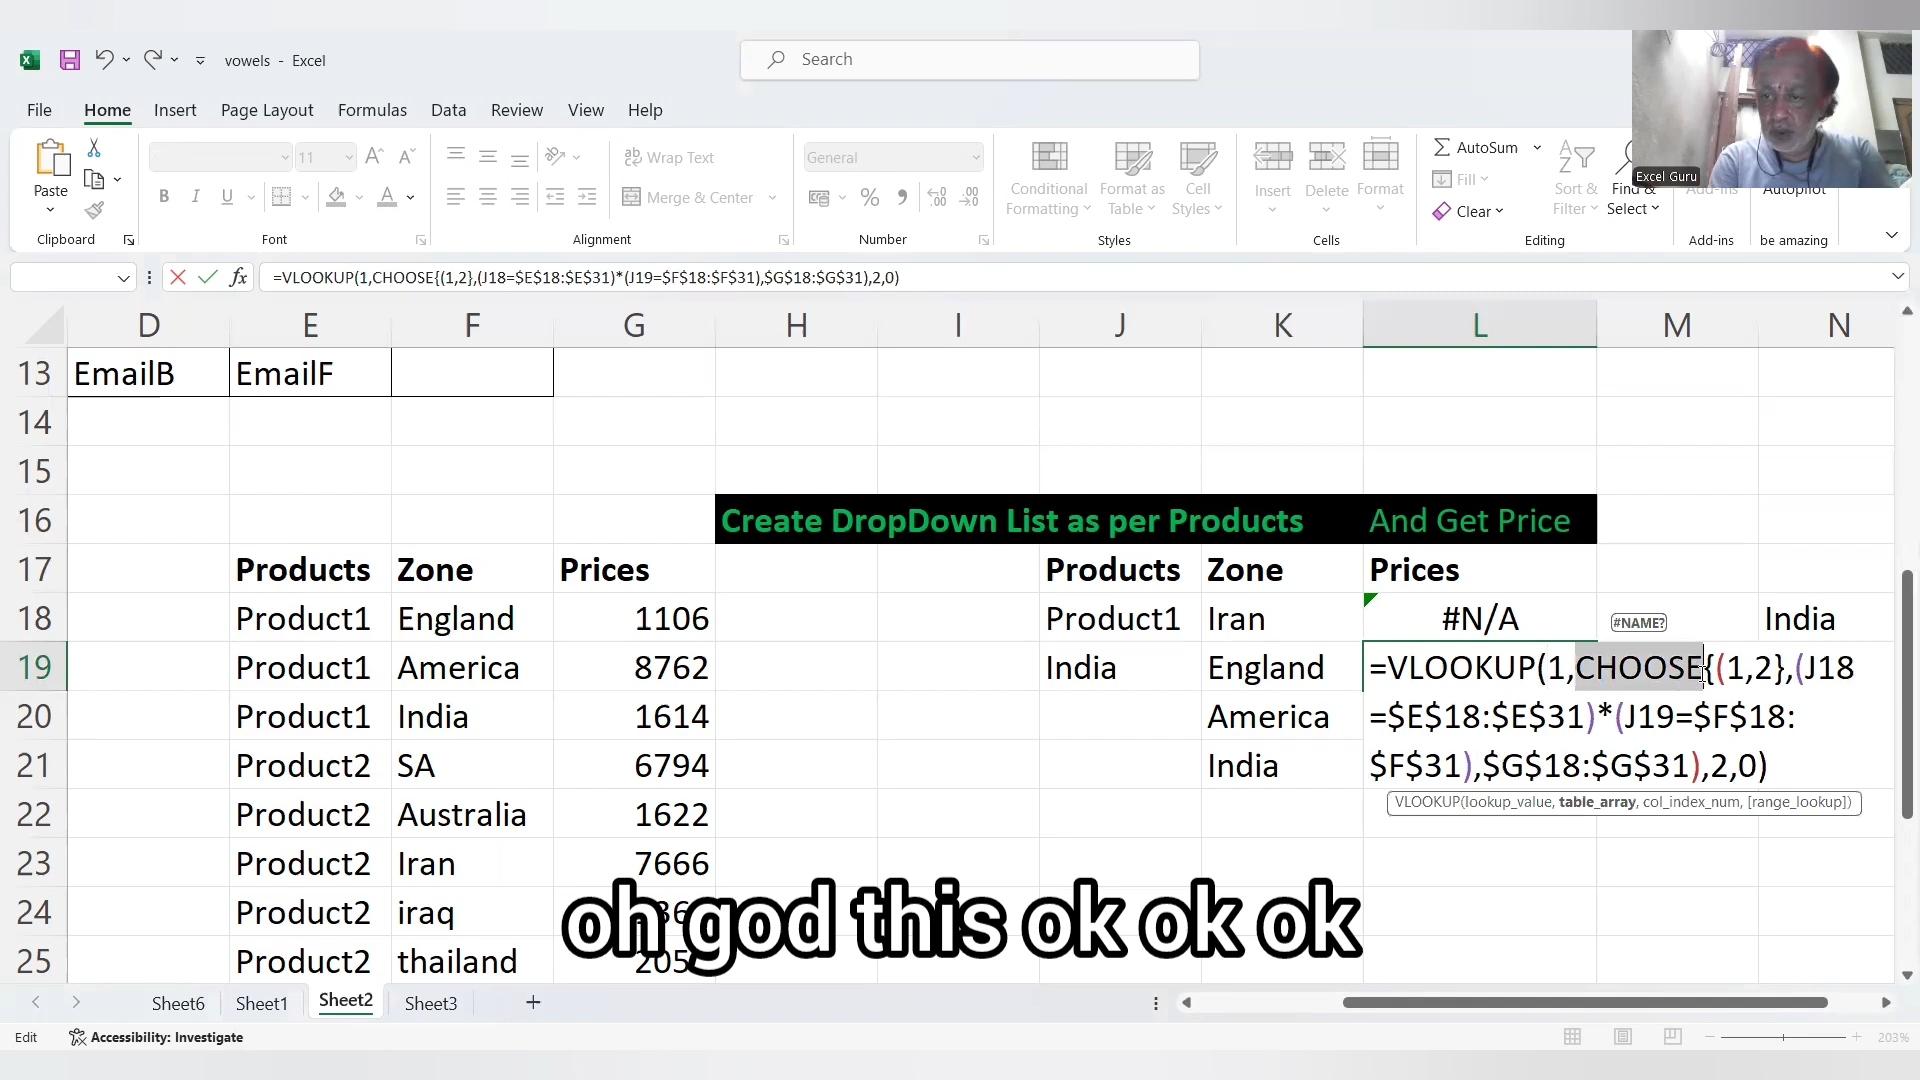 vowels - Excel
Search
File Home Insert Page Layout Formulas Data Review View Help
Paste
Clipboard
11
B I U
Font
Wrap Text
Merge & Center
Alignment
General
Number
Conditional Formatting
Format as Table
Cell Styles
Styles
Insert Delete Format
Cells
AutoSum
Fill
Clear
Sort & Filter
Find & Select
Editing
Add-ins
Add-ins
Autopilot
be amazing
Excel Guru
fx =VLOOKUP(1,CHOOSE{(1,2},(J18=$E$18:$E$31)*(J19=$F$18:$F$31),$G$18:$G$31),2,0)
D E F G H I J K L M N
13 EmailB EmailF
14
15
16 Create DropDown List as per Products And Get Price
17 Products Zone Prices Products Zone Prices
18 Product1 England 1106 Product1 Iran #N/A #NAME? India
19 Product1 America 8762 India England =VLOOKUP(1,CHOOSE{(1,2},(J18
20 Product1 India 1614 America =$E$18:$E$31)*(J19=$F$18:
21 Product2 SA 6794 India $F$31),$G$18:$G$31),2,0)
VLOOKUP(lookup_value, table_array, col_index_num, [range_lookup])
22 Product2 Australia 1622
23 Product2 Iran 7666
24 Product2 iraq
25 Product2 thailand
oh god this ok ok ok
Sheet6 Sheet1 Sheet2 Sheet3
Edit Accessibility: Investigate 203%